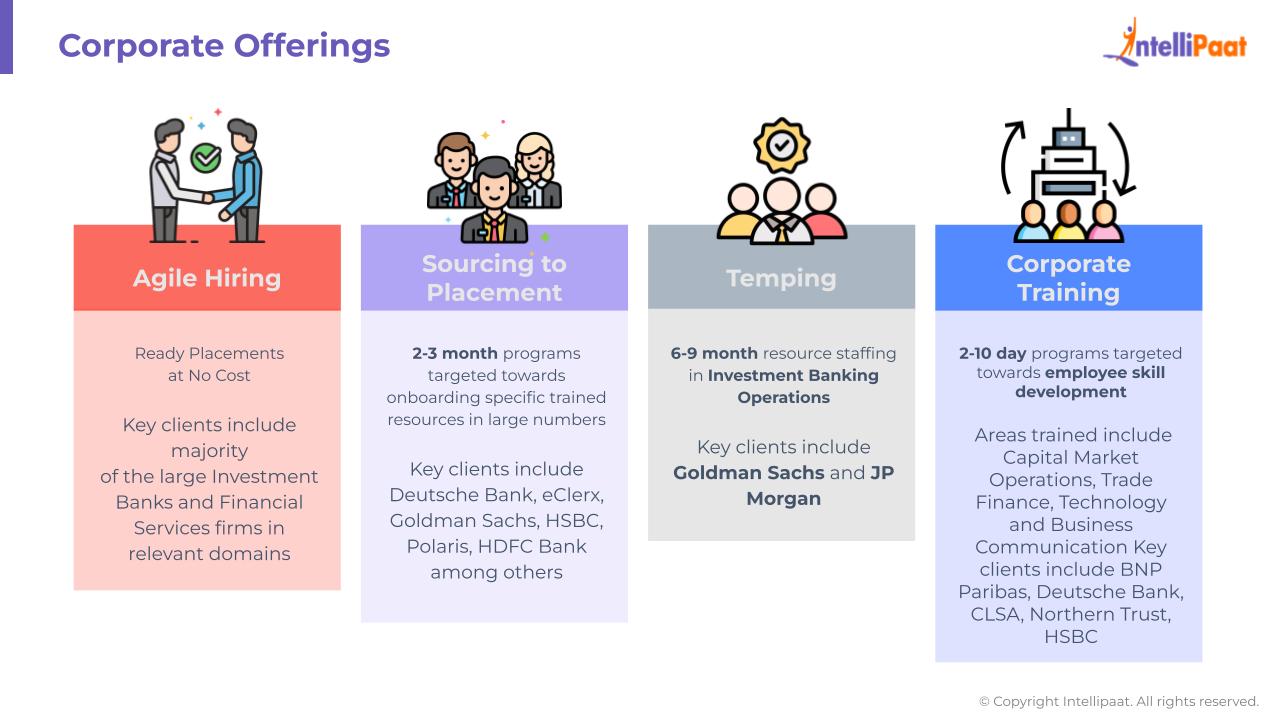 Corporate Offerings
IntelliPaat
Agile Hiring
Ready Placements
at No Cost
Key clients include
majority
of the large Investment
Banks and Financial
Services firms in
relevant domains
Sourcing to
Placement
2-3 month programs
targeted towards
onboarding specific trained
resources in large numbers
Key clients include
Deutsche Bank, eClerx,
Goldman Sachs, HSBC,
Polaris, HDFC Bank
among others
Temping
6-9 month resource staffing
in Investment Banking
Operations
Key clients include
Goldman Sachs and JP
Morgan
Corporate
Training
2-10 day programs targeted
towards employee skill
development
Areas trained include
Capital Market
Operations, Trade
Finance, Technology
and Business
Communication Key
clients include BNP
Paribas, Deutsche Bank,
CLSA, Northern Trust,
HSBC
© Copyright Intellipaat. All rights reserved.